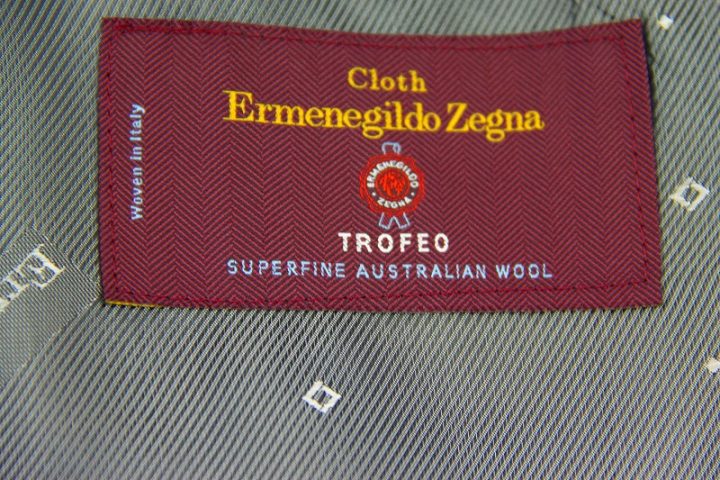 Cloth
Ermenegildo Zegna
Woven in Italy
ERMENEGILDO
ZEGNA
TROFEO
SUPERFINE AUSTRALIAN WOOL